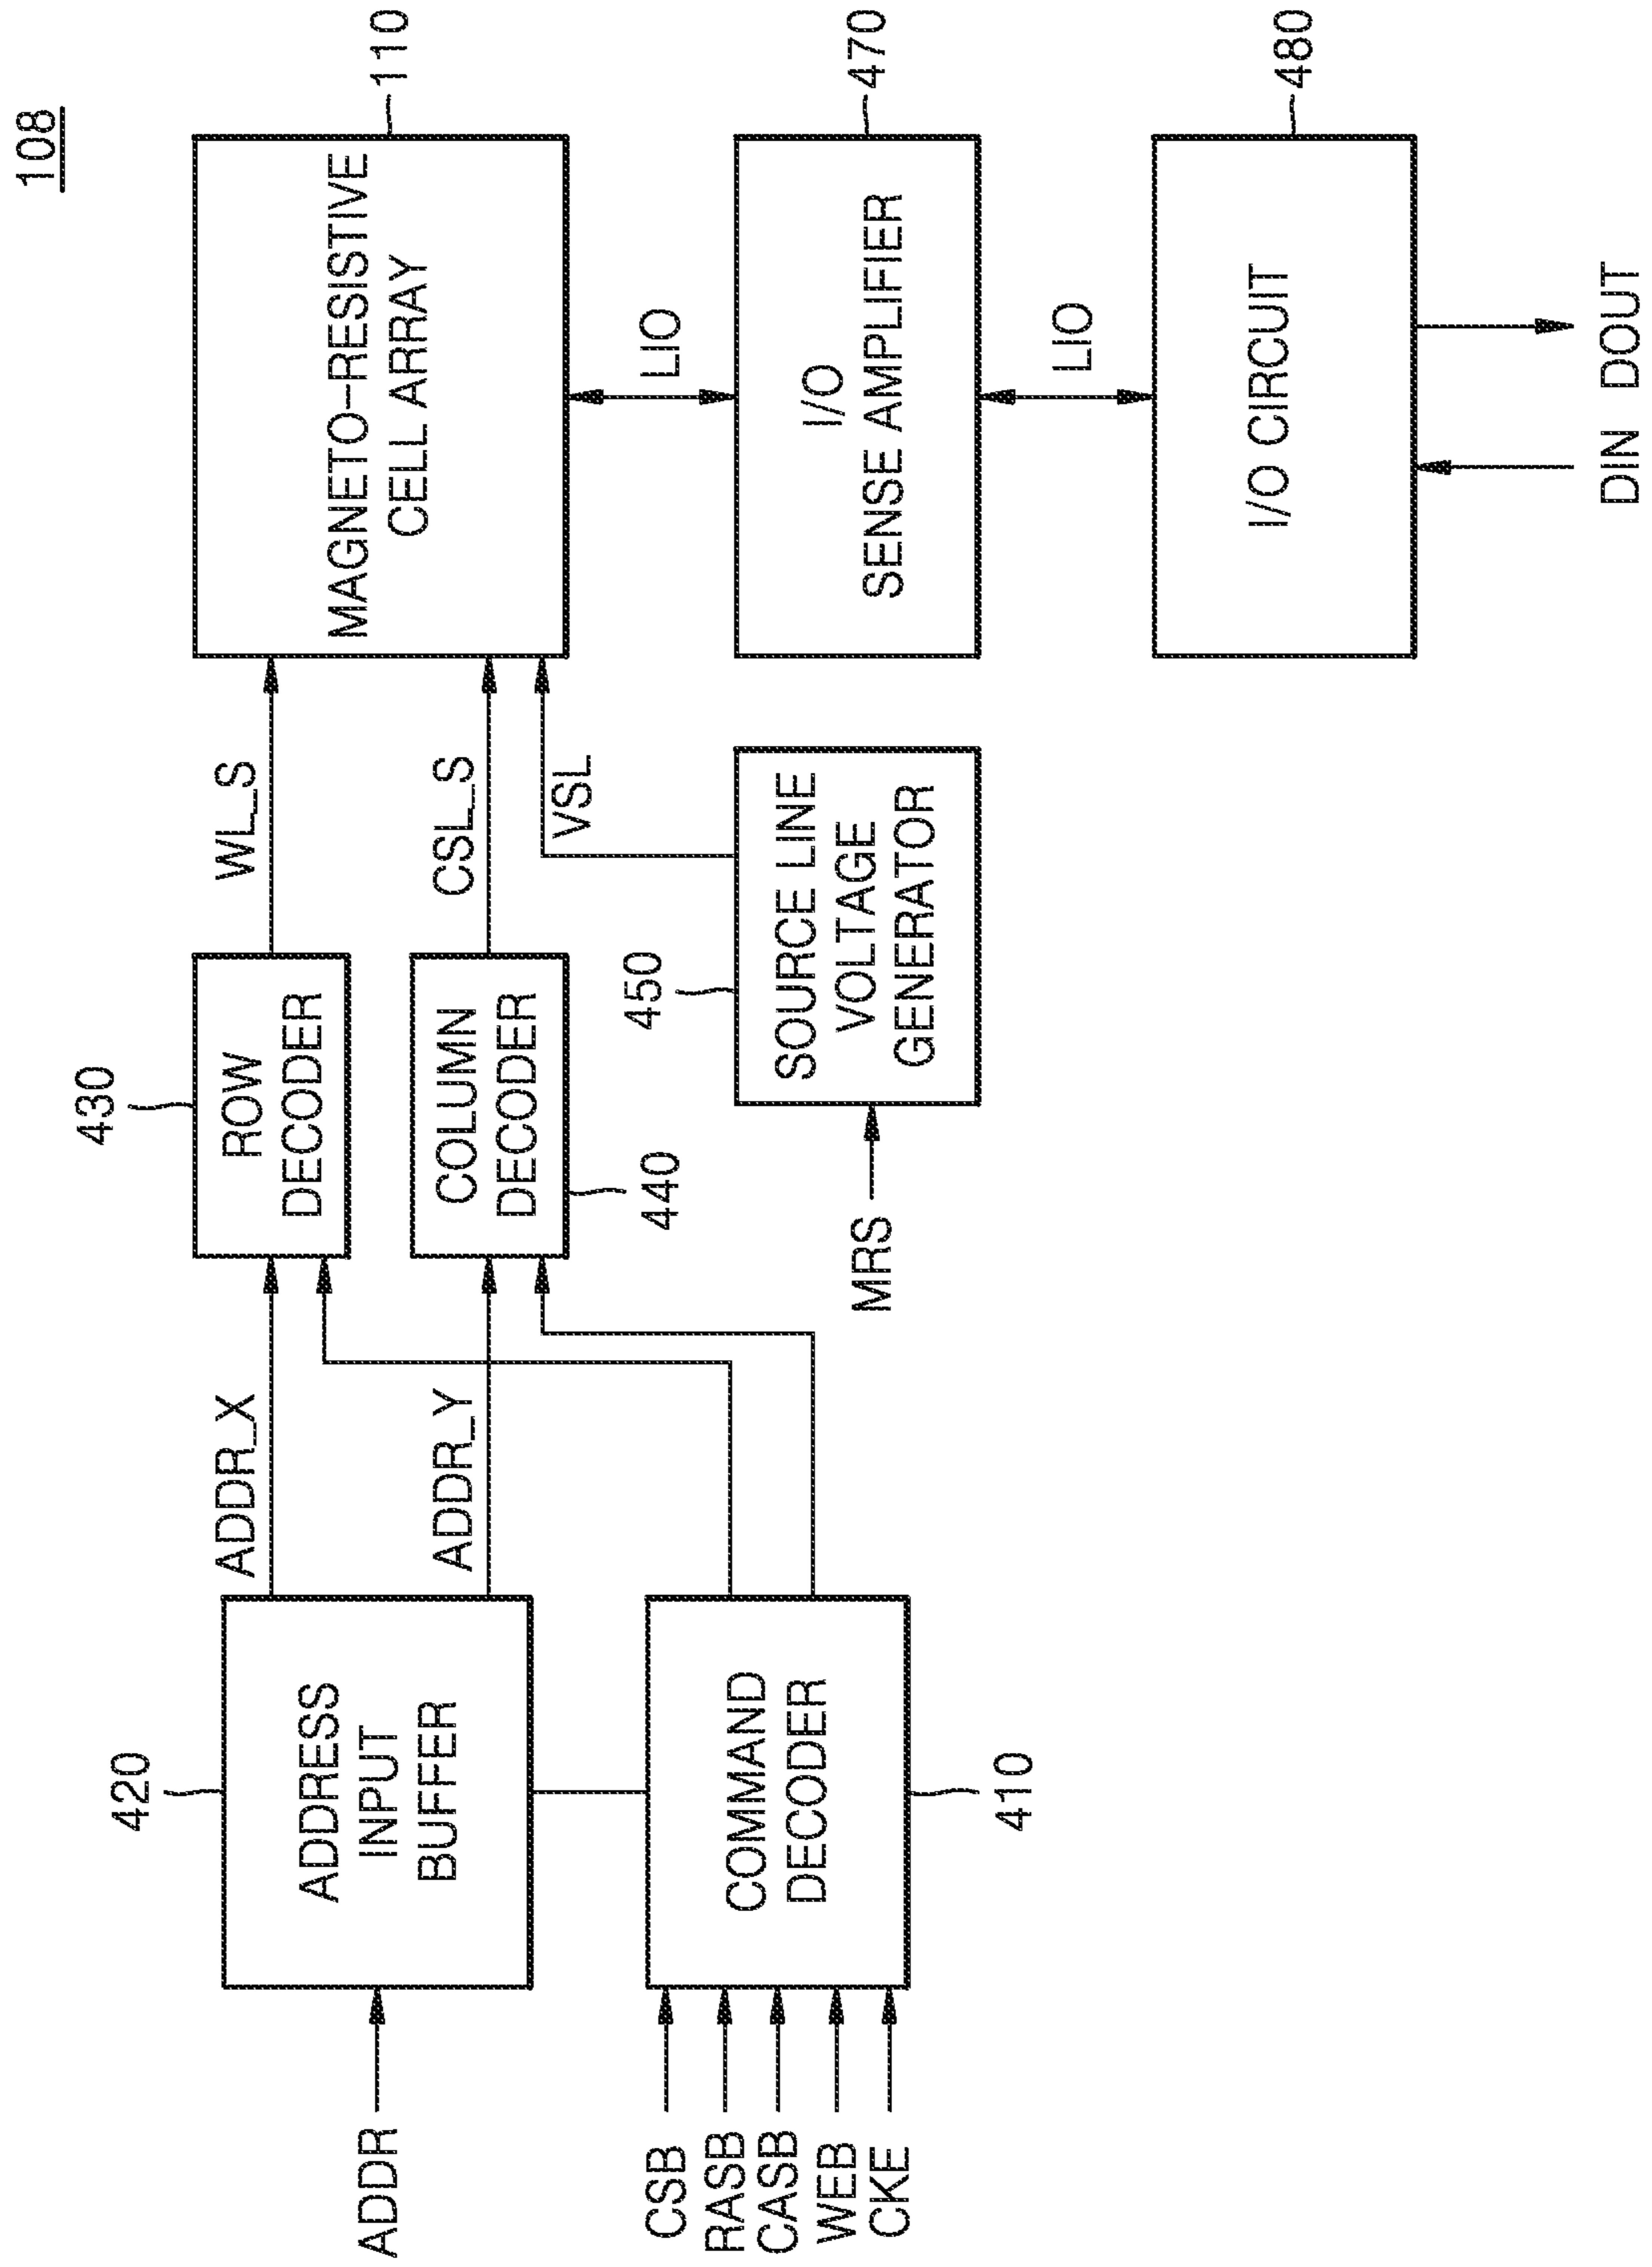 108
ADDR
CSB
RASB
CASB
WEB
CKE
420
ADDRESS
INPUT
BUFFER
COMMAND
DECODER
410
ADDR_X
ADDR_Y
430
ROW
DECODER
COLUMN
DECODER
440
MRS
450
SOURCE LINE
VOLTAGE
GENERATOR
WL_S
CSL_S
VSL
MAGNETO-RESISTIVE
CELL ARRAY
110
LIO
I/O
SENSE AMPLIFIER
470
LIO
I/O CIRCUIT
480
DIN DOUT